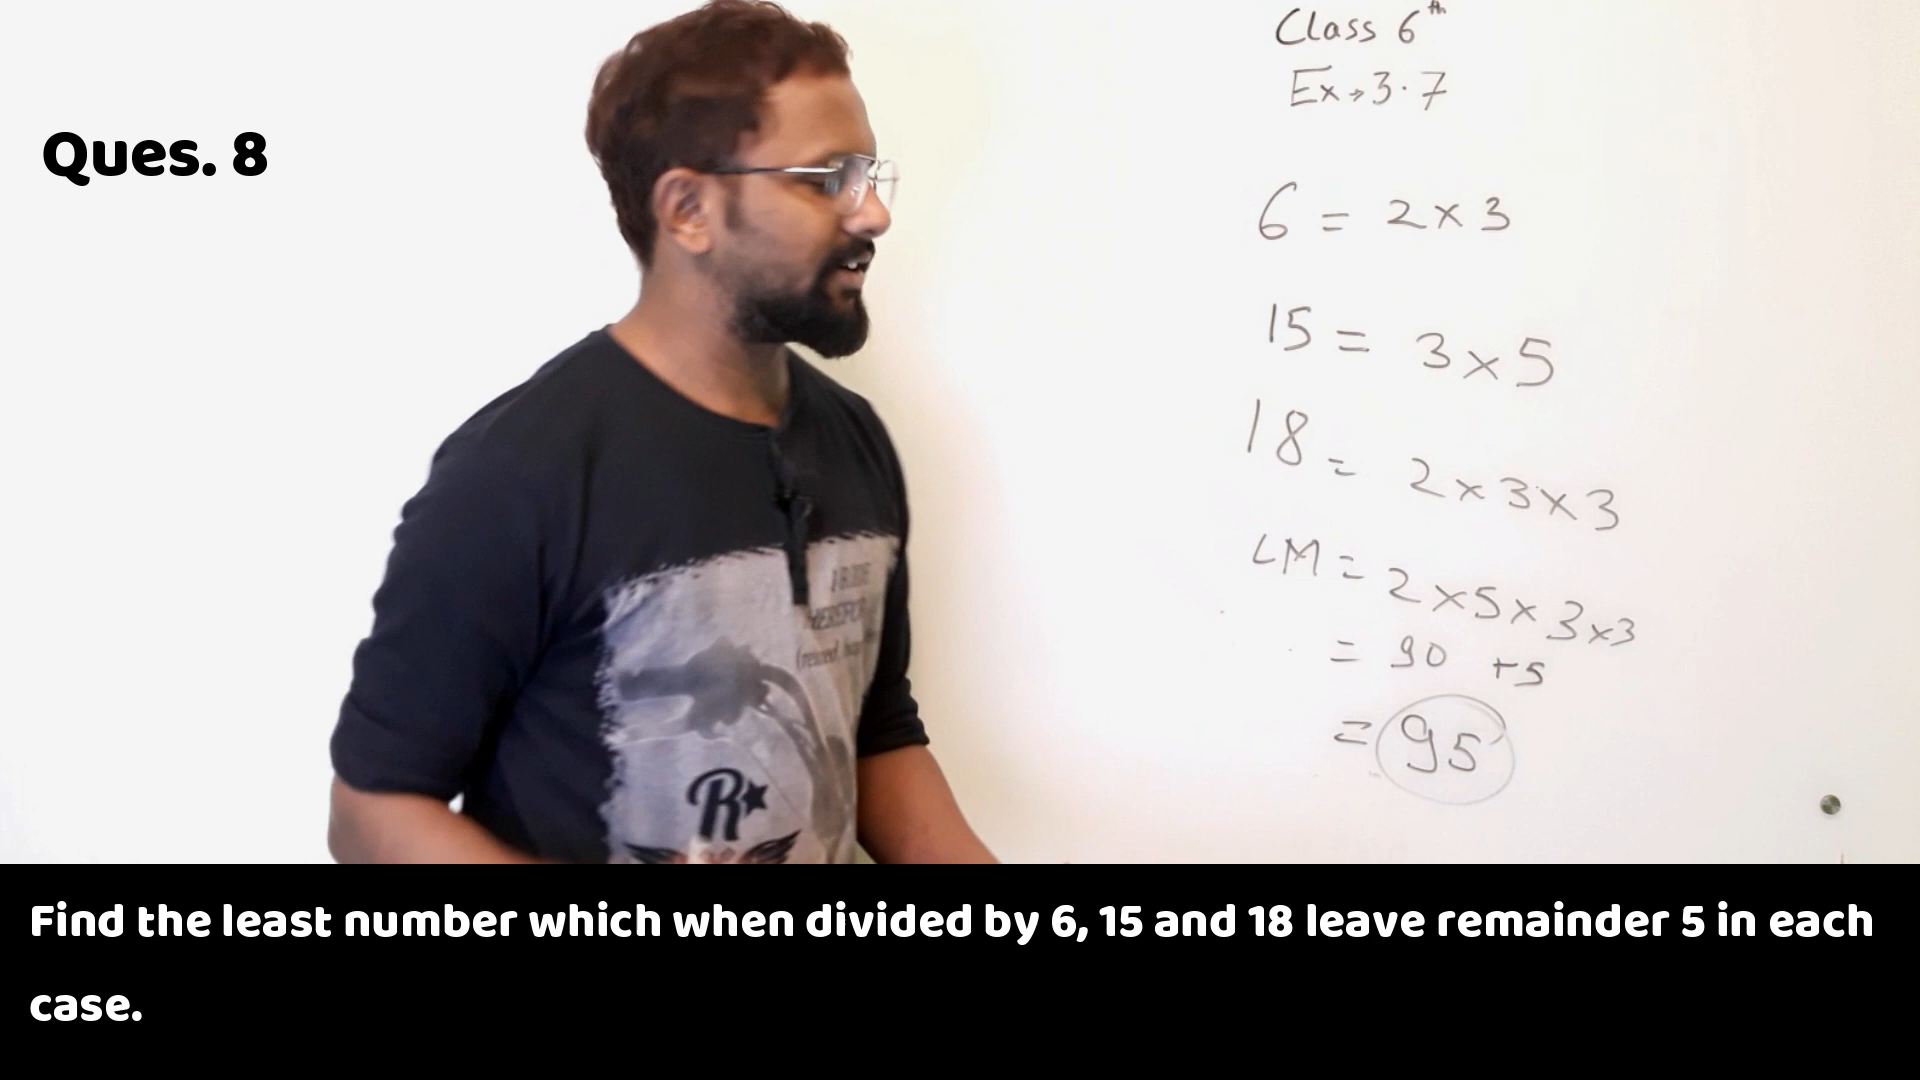 Class 6th
Ex→3.7
Ques. 8
6 = 2 x 3
15 = 3 x 5
18 = 2 x 3 x 3
LM = 2 x 5 x 3 x 3
= 90 +5
= 95
R
Find the least number which when divided by 6, 15 and 18 leave remainder 5 in each
case.